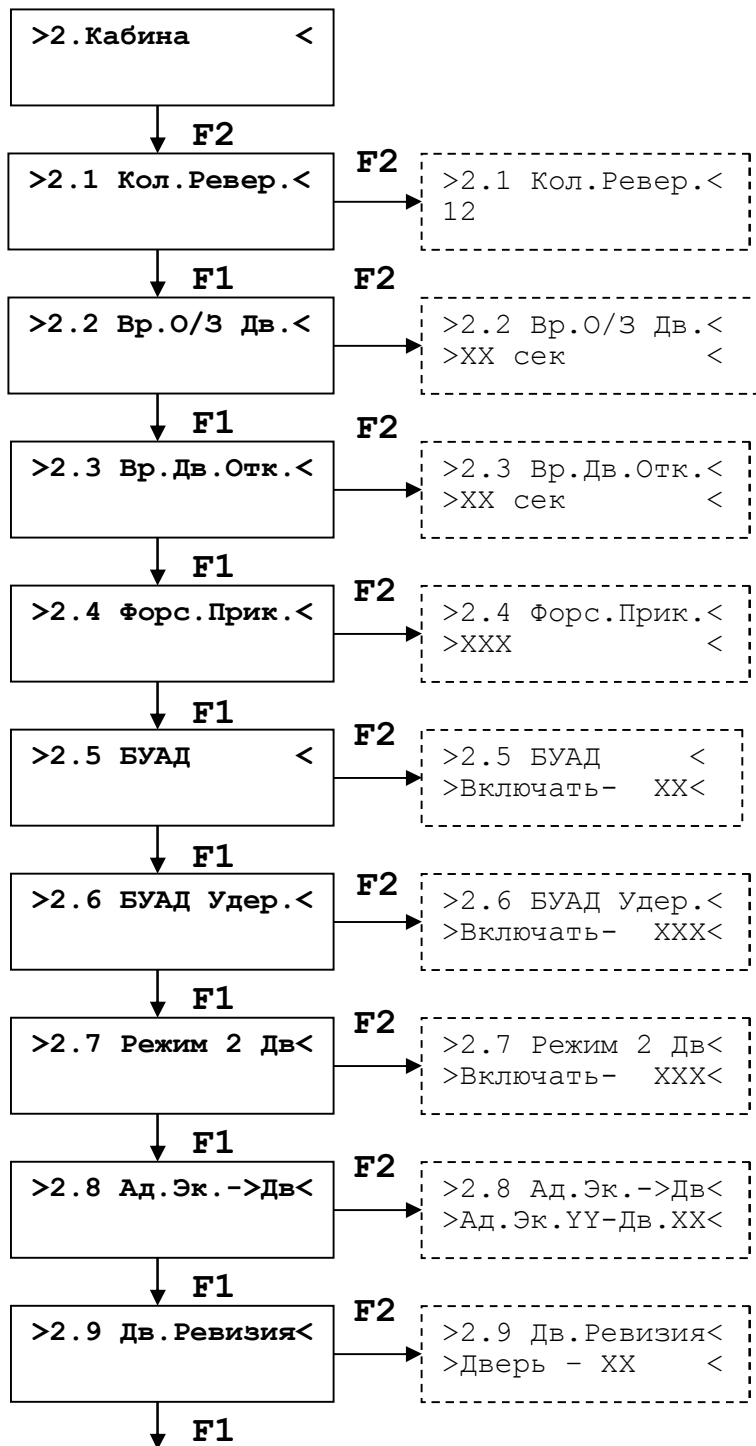 >2.Кабина <
F2
>2.1 Кол.Ревер.<
F2
>2.1 Кол.Ревер.<
12
F1
>2.2 Вр.О/З Дв.<
F2
>2.2 Вр.О/З Дв.<
>XX сек <
F1
>2.3 Вр.Дв.Отк.<
F2
>2.3 Вр.Дв.Отк.<
>XX сек <
F1
>2.4 Форс.Прик.<
F2
>2.4 Форс.Прик.<
>XXX <
F1
>2.5 БУАД <
F2
>2.5 БУАД <
>Включать- XX<
F1
>2.6 БУАД Удер.<
F2
>2.6 БУАД Удер.<
>Включать- XXX<
F1
>2.7 Режим 2 Дв<
F2
>2.7 Режим 2 Дв<
>Включать- XXX<
F1
>2.8 Ад.Эк.->Дв<
F2
>2.8 Ад.Эк.->Дв<
>Ад.Эк.YY-Дв.XX<
F1
>2.9 Дв.Ревизия<
F2
>2.9 Дв.Ревизия<
>Дверь – XX <
F1